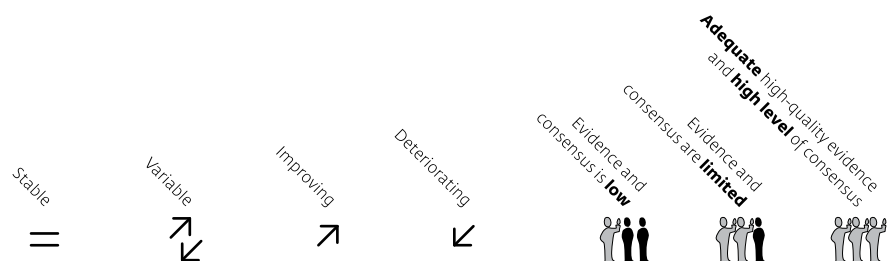 Stable
Variable
Improving
Deteriorating
Evidence and
consensus is low
Evidence and
consensus are limited
Adequate high-quality evidence
and high level of consensus